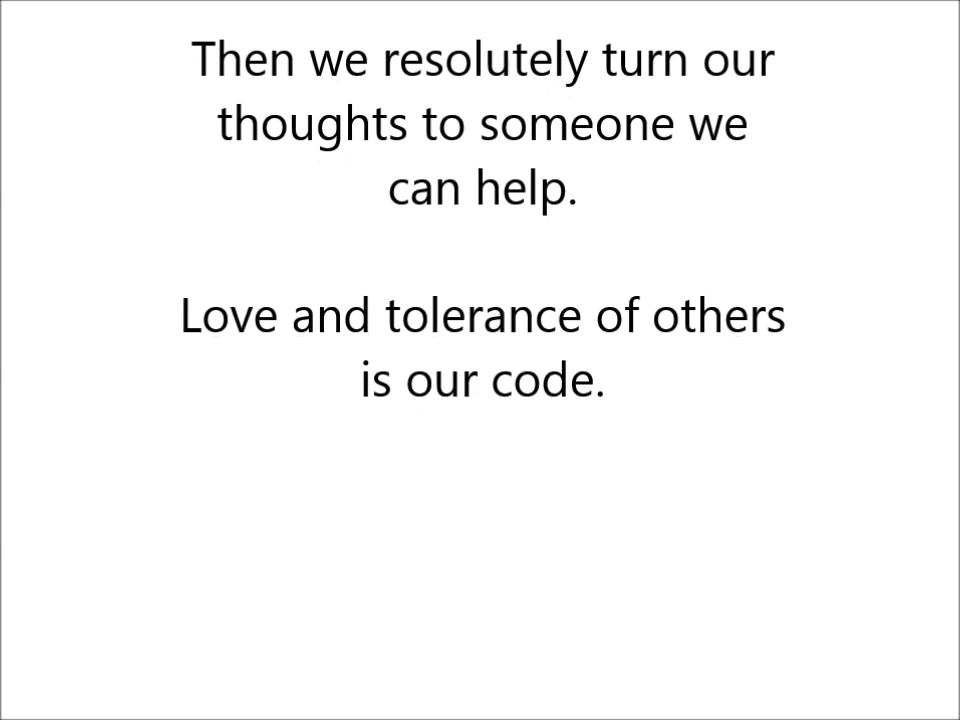 Then we resolutely turn our
thoughts to someone we
can help.
Love and tolerance of others
is our code.